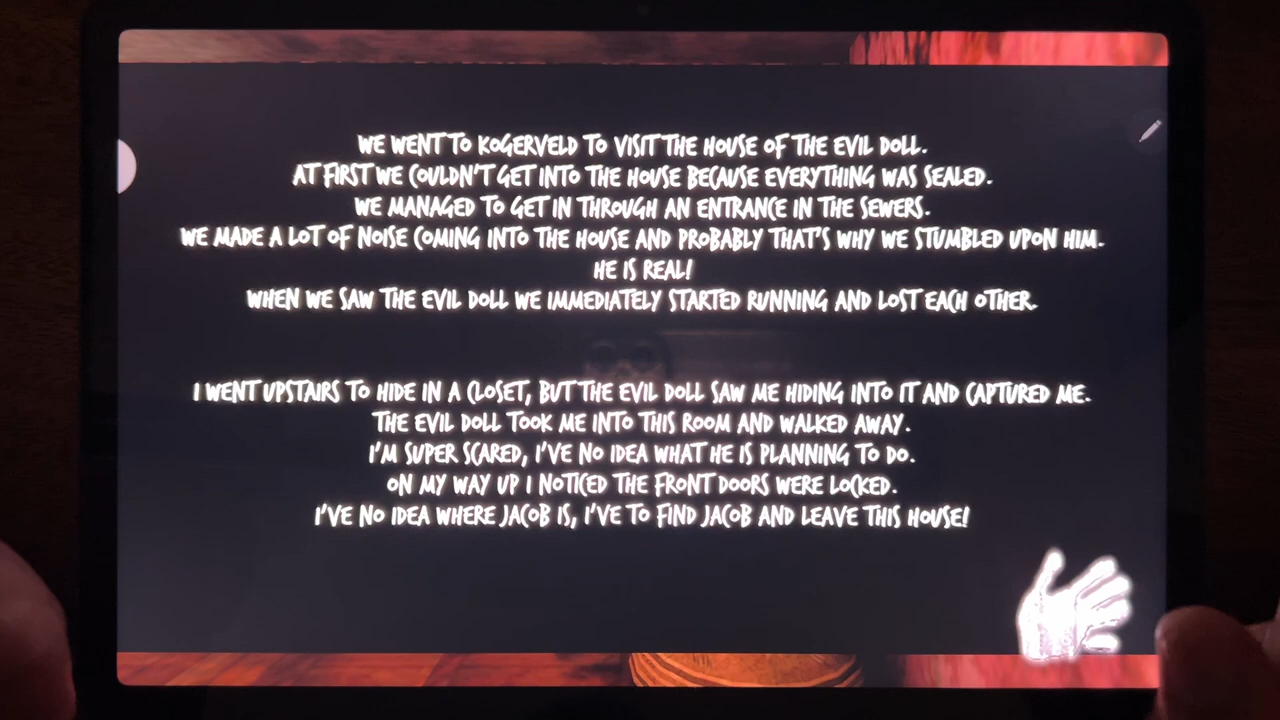 WE WENT TO KOGERVELD TO VISIT THE HOUSE OF THE EVIL DOLL.
AT FIRST WE COULDN'T GET INTO THE HOUSE BECAUSE EVERYTHING WAS SEALED.
WE MANAGED TO GET IN THROUGH AN ENTRANCE IN THE SEWERS.
WE MADE A LOT OF NOISE COMING INTO THE HOUSE AND PROBABLY THAT'S WHY WE STUMBLED UPON HIM.
HE IS REAL!
WHEN WE SAW THE EVIL DOLL WE IMMEDIATELY STARTED RUNNING AND LOST EACH OTHER.
I WENT UPSTAIRS TO HIDE IN A CLOSET, BUT THE EVIL DOLL SAW ME HIDING INTO IT AND CAPTURED ME.
THE EVIL DOLL TOOK ME INTO THIS ROOM AND WALKED AWAY.
I'M SUPER SCARED, I'VE NO IDEA WHAT HE IS PLANNING TO DO.
ON MY WAY UP I NOTICED THE FRONT DOORS WERE LOCKED.
I'VE NO IDEA WHERE JACOB IS, I'VE TO FIND JACOB AND LEAVE THIS HOUSE!